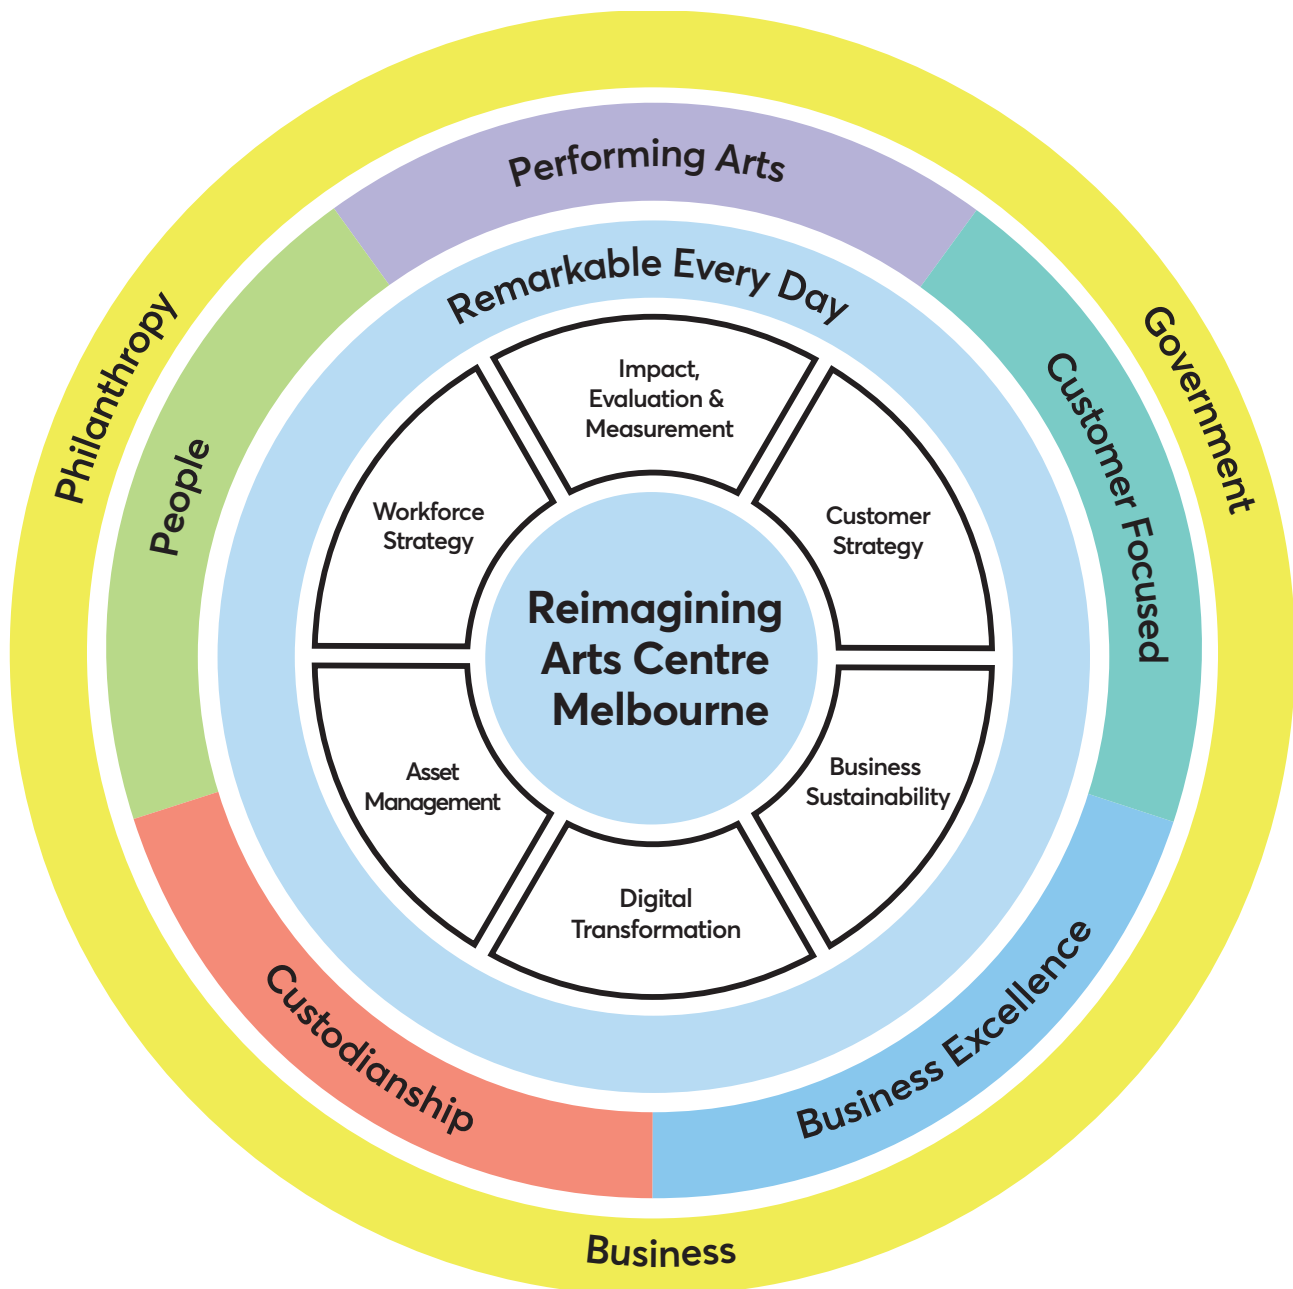 Philanthropy
Government
Business
Performing Arts
People
Customer Focused
Custodianship
Business Excellence
Remarkable Every Day
Impact,
Evaluation &
Measurement
Workforce
Strategy
Customer
Strategy
Reimagining
Arts Centre
Melbourne
Asset
Management
Business
Sustainability
Digital
Transformation